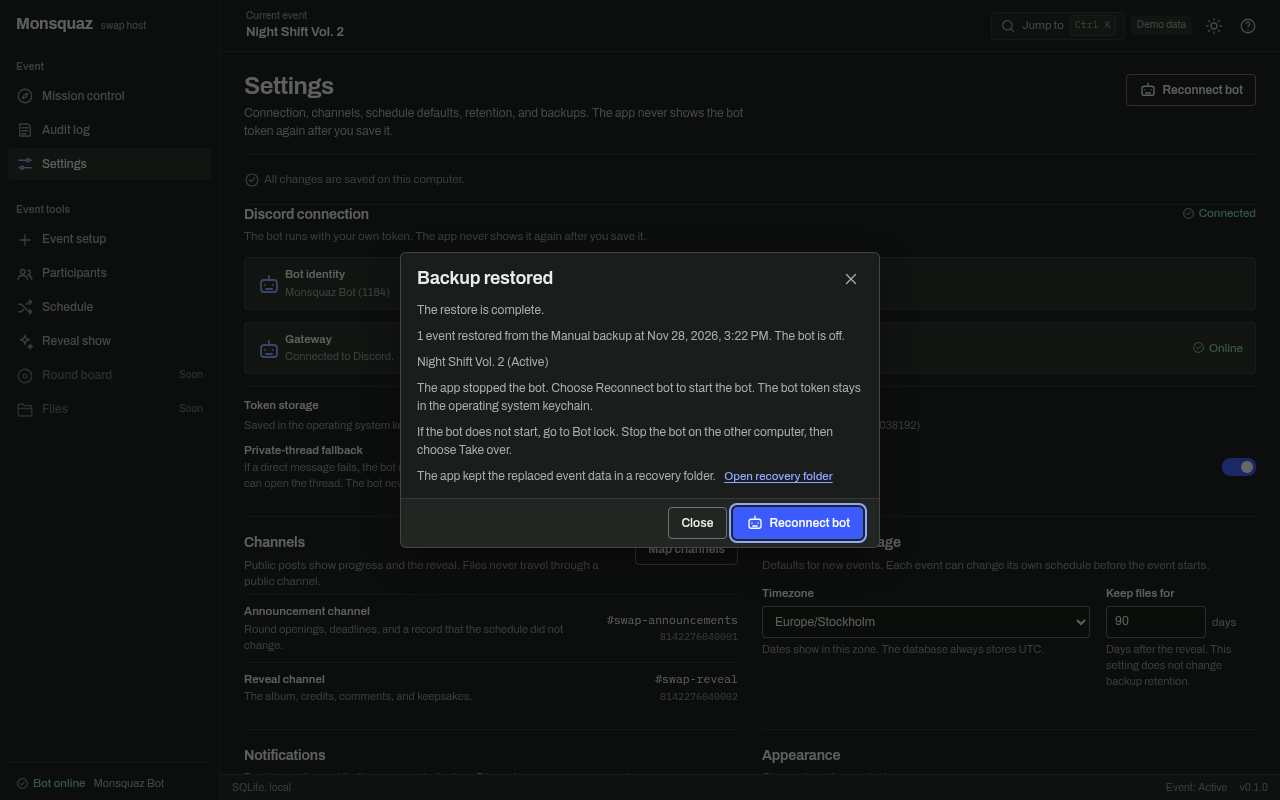 Monsquaz swap host
Current event
Night Shift Vol. 2
Jump to Ctrl K
Demo data
Event
Mission control
Audit log
Settings
Event tools
Event setup
Participants
Schedule
Reveal show
Round board Soon
Files Soon
Bot online Monsquaz Bot
Settings
Reconnect bot
Connection, channels, schedule defaults, retention, and backups. The app never shows the bot
token again after you save it.
All changes are saved on this computer.
Discord connection
Connected
The bot runs with your own token. The app never shows it again after you save it.
Bot identity
Monsquaz Bot (1184)
Gateway
Connected to Discord.
Online
Token storage
Saved in the operating system
038192)
Private-thread fallback
If a direct message fails, the bot
can open the thread. The bot
Backup restored
The restore is complete.
1 event restored from the Manual backup at Nov 28, 2026, 3:22 PM. The bot is off.
Night Shift Vol. 2 (Active)
The app stopped the bot. Choose Reconnect bot to start the bot. The bot token stays
in the operating system keychain.
If the bot does not start, go to Bot lock. Stop the bot on the other computer, then
choose Take over.
The app kept the replaced event data in a recovery folder. Open recovery folder
Close
Reconnect bot
Channels
Map channels
Public posts show progress and the reveal. Files never travel through a
public channel.
Announcement channel
Round openings, deadlines, and a record that the schedule did not
change.
#swap-announcements
8142276040001
Reveal channel
The album, credits, comments, and keepsakes.
#swap-reveal
8142276040002
Defaults for new events. Each event can change its own schedule before the event starts.
Timezone
Europe/Stockholm
Dates show in this zone. The database always stores UTC.
Keep files for
90 days
Days after the reveal. This
setting does not change
backup retention.
Notifications
Appearance
SQLite, local
Event: Active v0.1.0